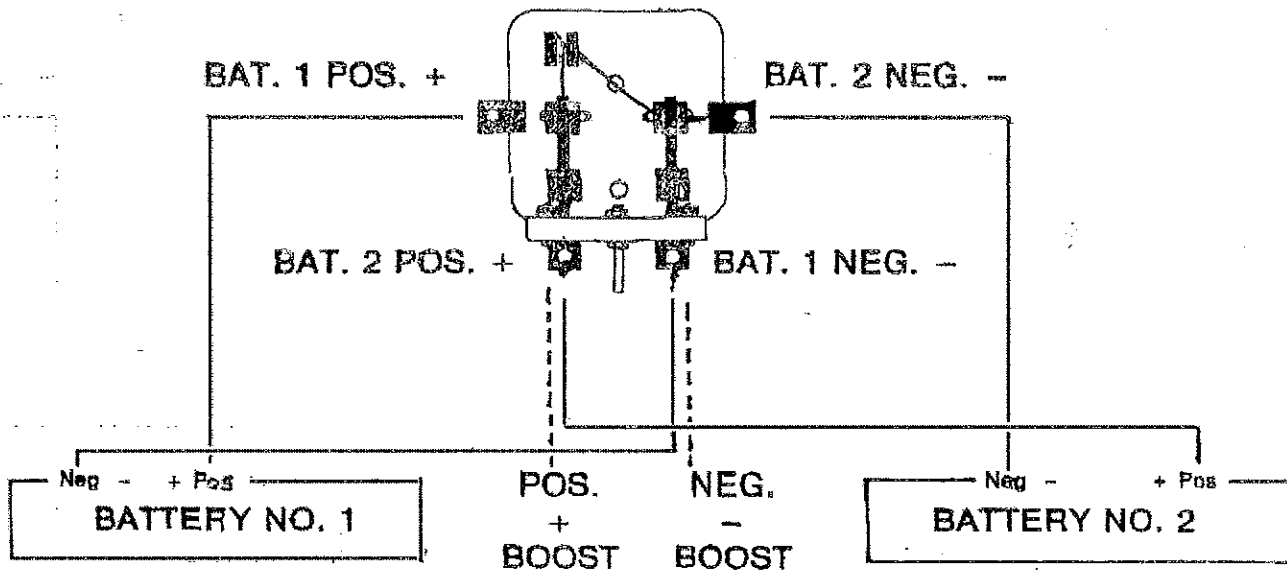 BAT. 1 POS. +
BAT. 2 NEG. -
BAT. 2 POS. +
BAT. 1 NEG. -
Neg - + Pos
BATTERY NO. 1
POS.
+
BOOST
NEG.
-
BOOST
Neg - + Pos
BATTERY NO. 2